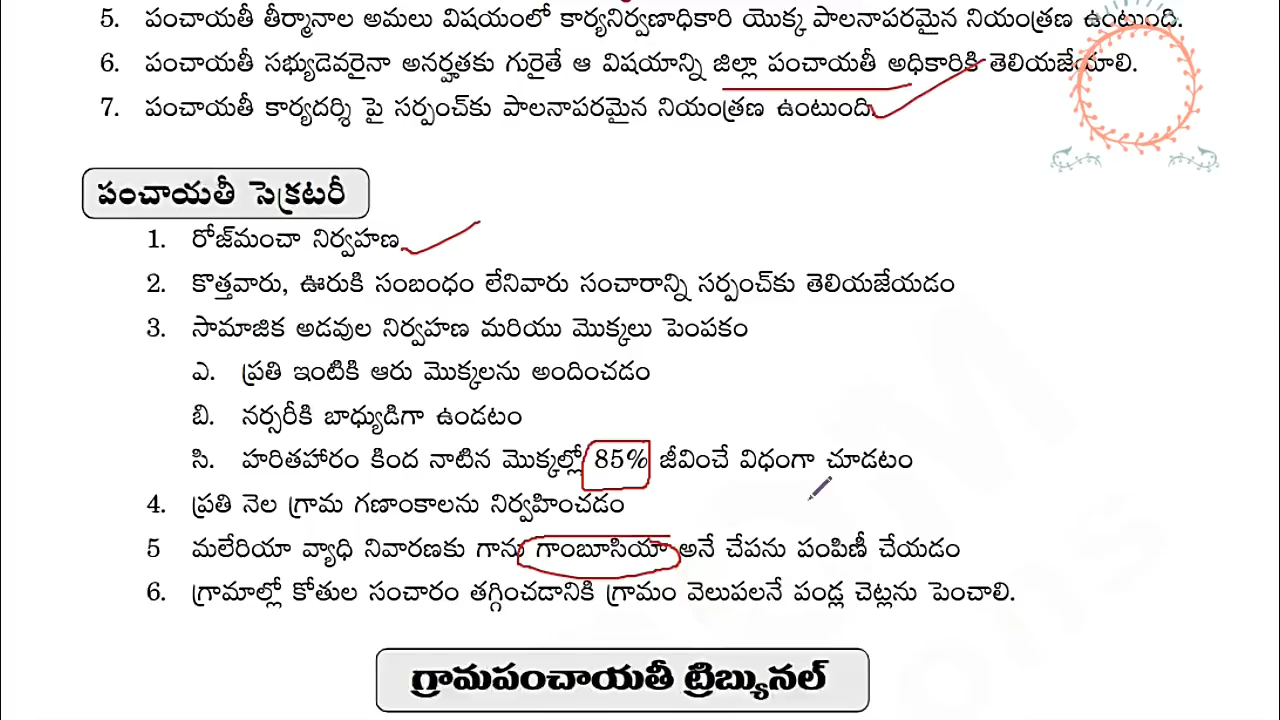 5. పంచాయతీ తీర్మానాల అమలు విషయంలో కార్యనిర్వణాధికారి యొక్క పాలనాపరమైన నియంత్రణ ఉంటుంది.
6. పంచాయతీ సభ్యుడెవరైనా అనర్హతకు గురైతే ఆ విషయాన్ని జిల్లా పంచాయతీ అధికారికి తెలియజేయాలి.
7. పంచాయతీ కార్యదర్శి పై సర్పంచ్‌కు పాలనాపరమైన నియంత్రణ ఉంటుంది.
పంచాయతీ సెక్రటరీ
1. రోజ్‌మంచా నిర్వహణ
2. కొత్తవారు, ఊరుకి సంబంధం లేనివారు సంచారాన్ని సర్పంచ్‌కు తెలియజేయడం
3. సామాజిక అడవుల నిర్వహణ మరియు మొక్కలు పెంపకం
ఎ. ప్రతి ఇంటికి ఆరు మొక్కలను అందించడం
బి. నర్సరీకి బాధ్యుడిగా ఉండటం
సి. హరితహారం కింద నాటిన మొక్కల్లో 85% జీవించే విధంగా చూడటం
4. ప్రతి నెల గ్రామ గణాంకాలను నిర్వహించడం
5 మలేరియా వ్యాధి నివారణకు గాను గాంబూసియా అనే చేపను పంపిణీ చేయడం
6. గ్రామాల్లో కోతుల సంచారం తగ్గించడానికి గ్రామం వెలుపలనే పండ్ల చెట్లను పెంచాలి.
గ్రామపంచాయతీ ట్రిబ్యునల్